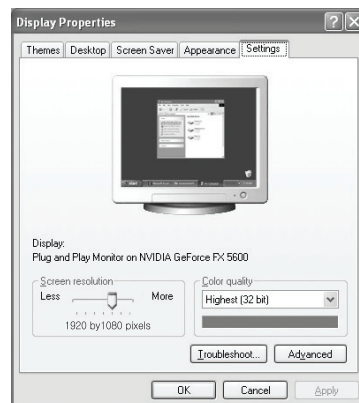 Display Properties
Themes Desktop Screen Saver Appearance Settings
Display:
Plug and Play Monitor on NVIDIA GeForce FX 5600
Screen resolution
Less More
1920 by1080 pixels
Color quality
Highest (32 bit)
Troubleshoot... Advanced
OK Cancel Apply